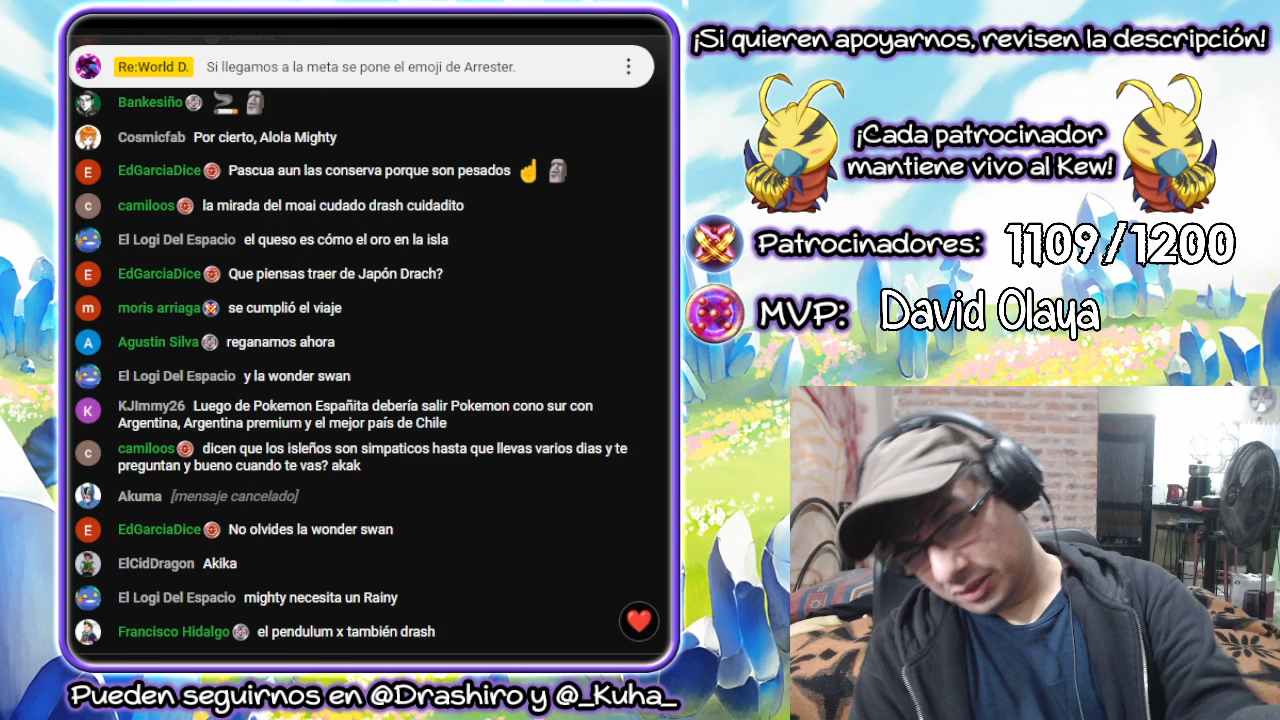 Re:World D. Si llegamos a la meta se pone el emoji de Arrester.
Bankesiño
Cosmicfab Por cierto, Alola Mighty
E EdGarciaDice Pascua aun las conserva porque son pesados
c camiloos la mirada del moai cudado drash cuidadito
El Logi Del Espacio el queso es cómo el oro en la isla
E EdGarciaDice Que piensas traer de Japón Drach?
m moris arriaga se cumplió el viaje
A Agustin Silva reganamos ahora
El Logi Del Espacio y la wonder swan
K KJImmy26 Luego de Pokemon Españita debería salir Pokemon cono sur con
Argentina, Argentina premium y el mejor país de Chile
c camiloos dicen que los isleños son simpaticos hasta que llevas varios dias y te
preguntan y bueno cuando te vas? akak
Akuma [mensaje cancelado]
E EdGarciaDice No olvides la wonder swan
ElCidDragon Akika
El Logi Del Espacio mighty necesita un Rainy
Francisco Hidalgo el pendulum x también drash
Pueden seguirnos en @Drashiro y @_Kuha_
¡Si quieren apoyarnos, revisen la descripción!
¡Cada patrocinador
mantiene vivo al Kew!
Patrocinadores: 1109/1200
MVP: David Olaya